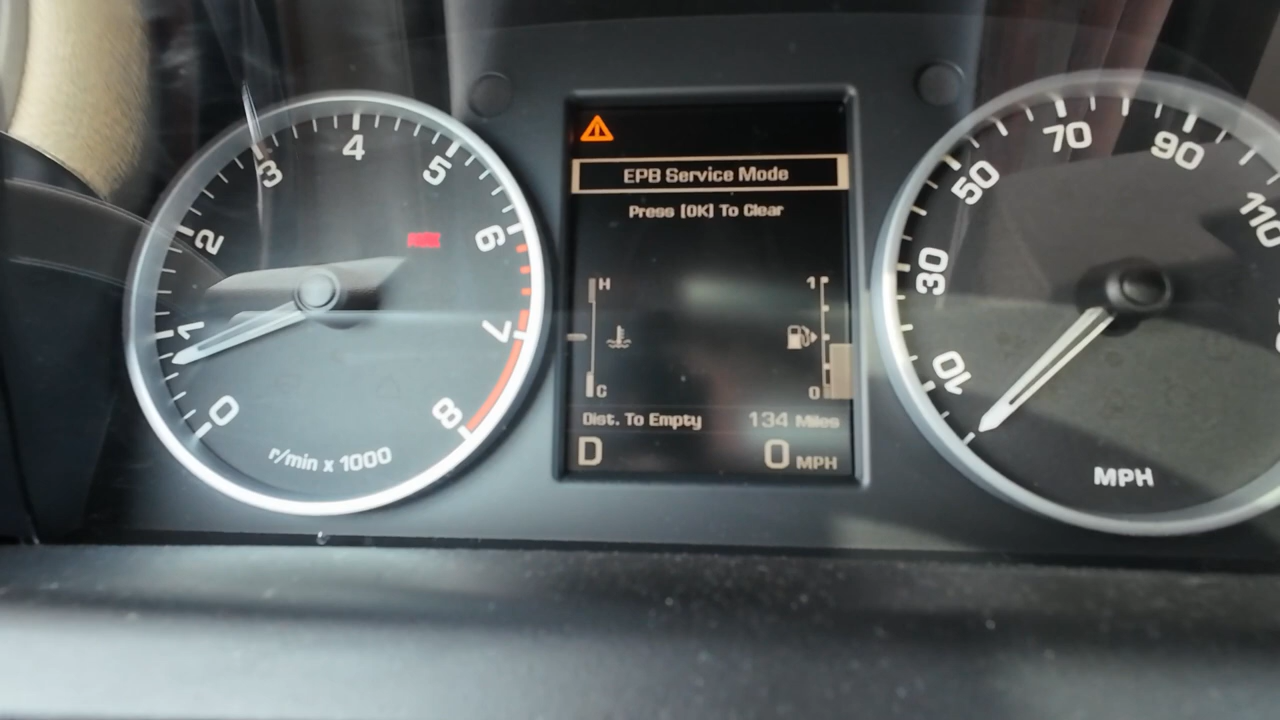 0
1
2
3
4
5
6
7
8
r/min x 1000
EPB Service Mode
Press [OK] To Clear
H
C
1
0
Dist. To Empty 134 Miles
D 0 MPH
10
30
50
70
90
110
MPH